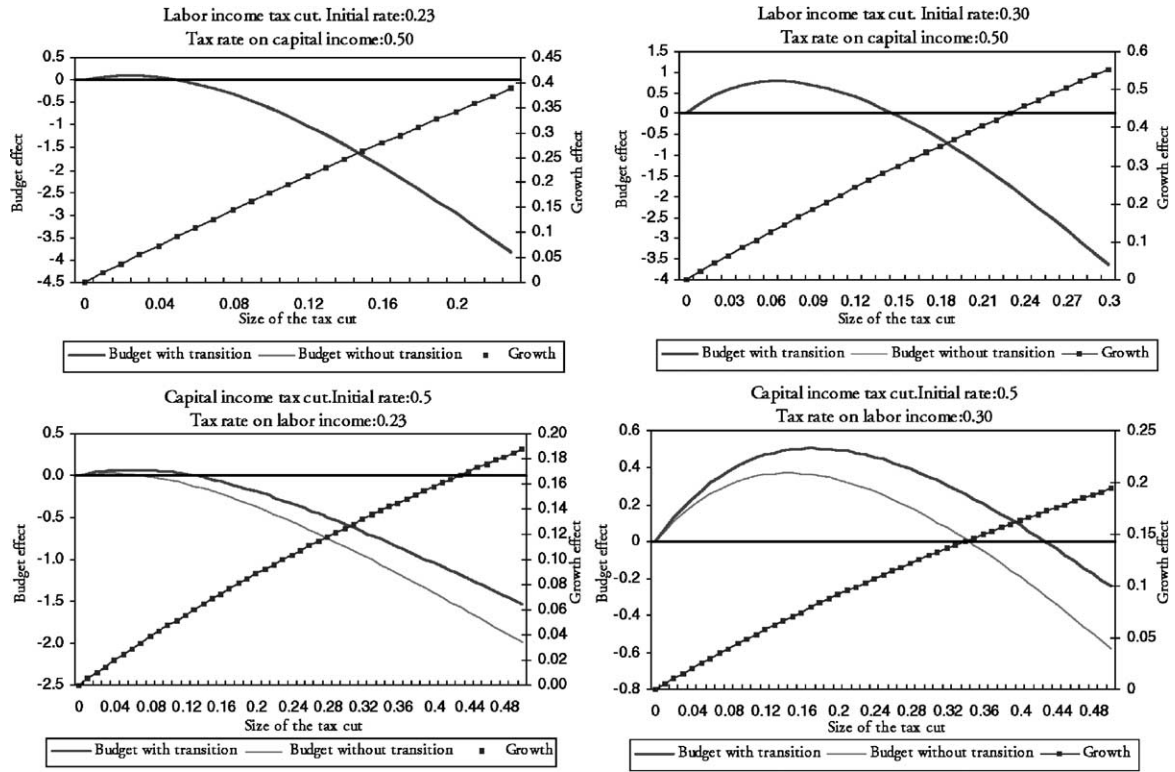 Labor income tax cut. Initial rate:0.23
Tax rate on capital income:0.50
0.5
0
-0.5
-1
-1.5
-2
-2.5
-3
-3.5
-4
-4.5
Budget effect
0.45
0.40
0.35
0.3
0.25
0.2
0.15
0.1
0.05
0
Growth effect
0 0.04 0.08 0.12 0.16 0.2
Size of the tax cut
Budget with transition Budget without transition Growth
Labor income tax cut. Initial rate:0.30
Tax rate on capital income:0.50
1.5
1
0.5
0
-0.5
-1
-1.5
-2
-2.5
-3
-3.5
-4
Budget effect
0.6
0.5
0.4
0.3
0.2
0.1
0
Growth effect
0 0.03 0.06 0.09 0.12 0.15 0.18 0.21 0.24 0.27 0.3
Size of the tax cut
Budget with transition Budget without transition Growth
Capital income tax cut.Initial rate:0.5
Tax rate on labor income:0.23
0.5
0.0
-0.5
-1.0
-1.5
-2.0
-2.5
Budget effect
0.20
0.18
0.16
0.14
0.12
0.10
0.08
0.06
0.04
0.02
0.00
Growth effect
0 0.04 0.08 0.12 0.16 0.2 0.24 0.28 0.32 0.36 0.4 0.44 0.48
Size of the tax cut
Budget with transition Budget without transition Growth
Capital income tax cut.Initial rate:0.5
Tax rate on labor income:0.30
0.6
0.4
0.2
0
-0.2
-0.4
-0.6
-0.8
Budget effect
0.25
0.2
0.15
0.1
0.05
0
Growth effect
0 0.04 0.08 0.12 0.16 0.2 0.24 0.28 0.32 0.36 0.4 0.44 0.48
Size of the tax cut
Budget with transition Budget without transition Growth